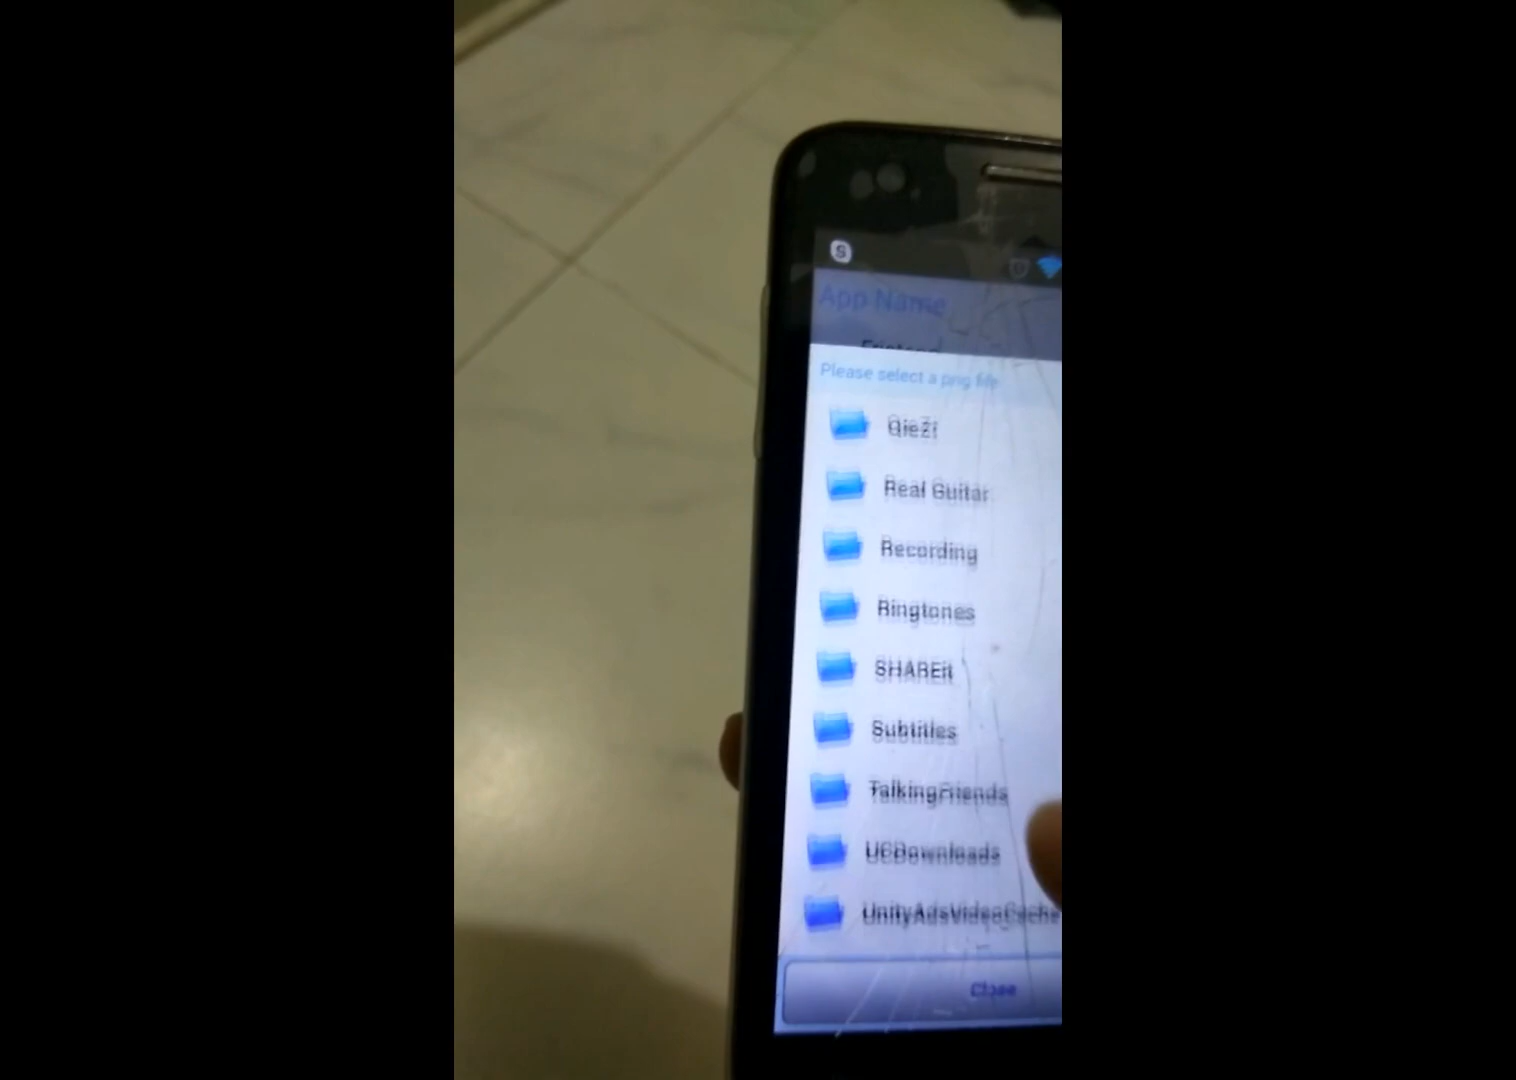 S
App Name
Please select a png file
QieZi
Real Guitar
Recording
Ringtones
SHAREit
Subtitles
TalkingFriends
UCDownloads
UnityAdsVideoCache
Close